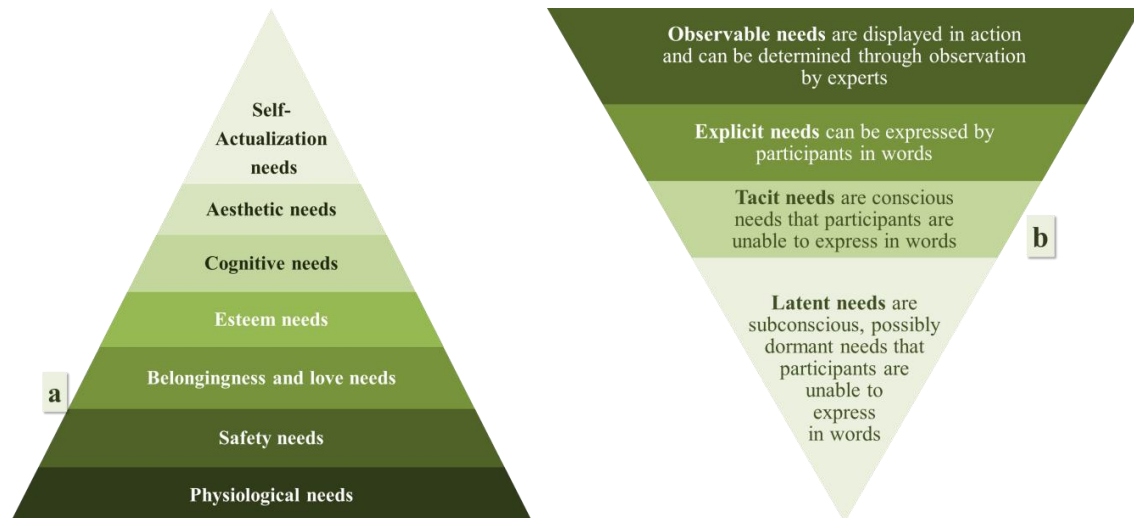 Self-
Actualization
needs
Aesthetic needs
Cognitive needs
Esteem needs
Belongingness and love needs
Safety needs
Physiological needs
a
Observable needs are displayed in action
and can be determined through observation
by experts
Explicit needs can be expressed by
participants in words
Tacit needs are conscious
needs that participants are
unable to express in words
Latent needs are
subconscious, possibly
dormant needs that
participants are
unable to
express
in words
b